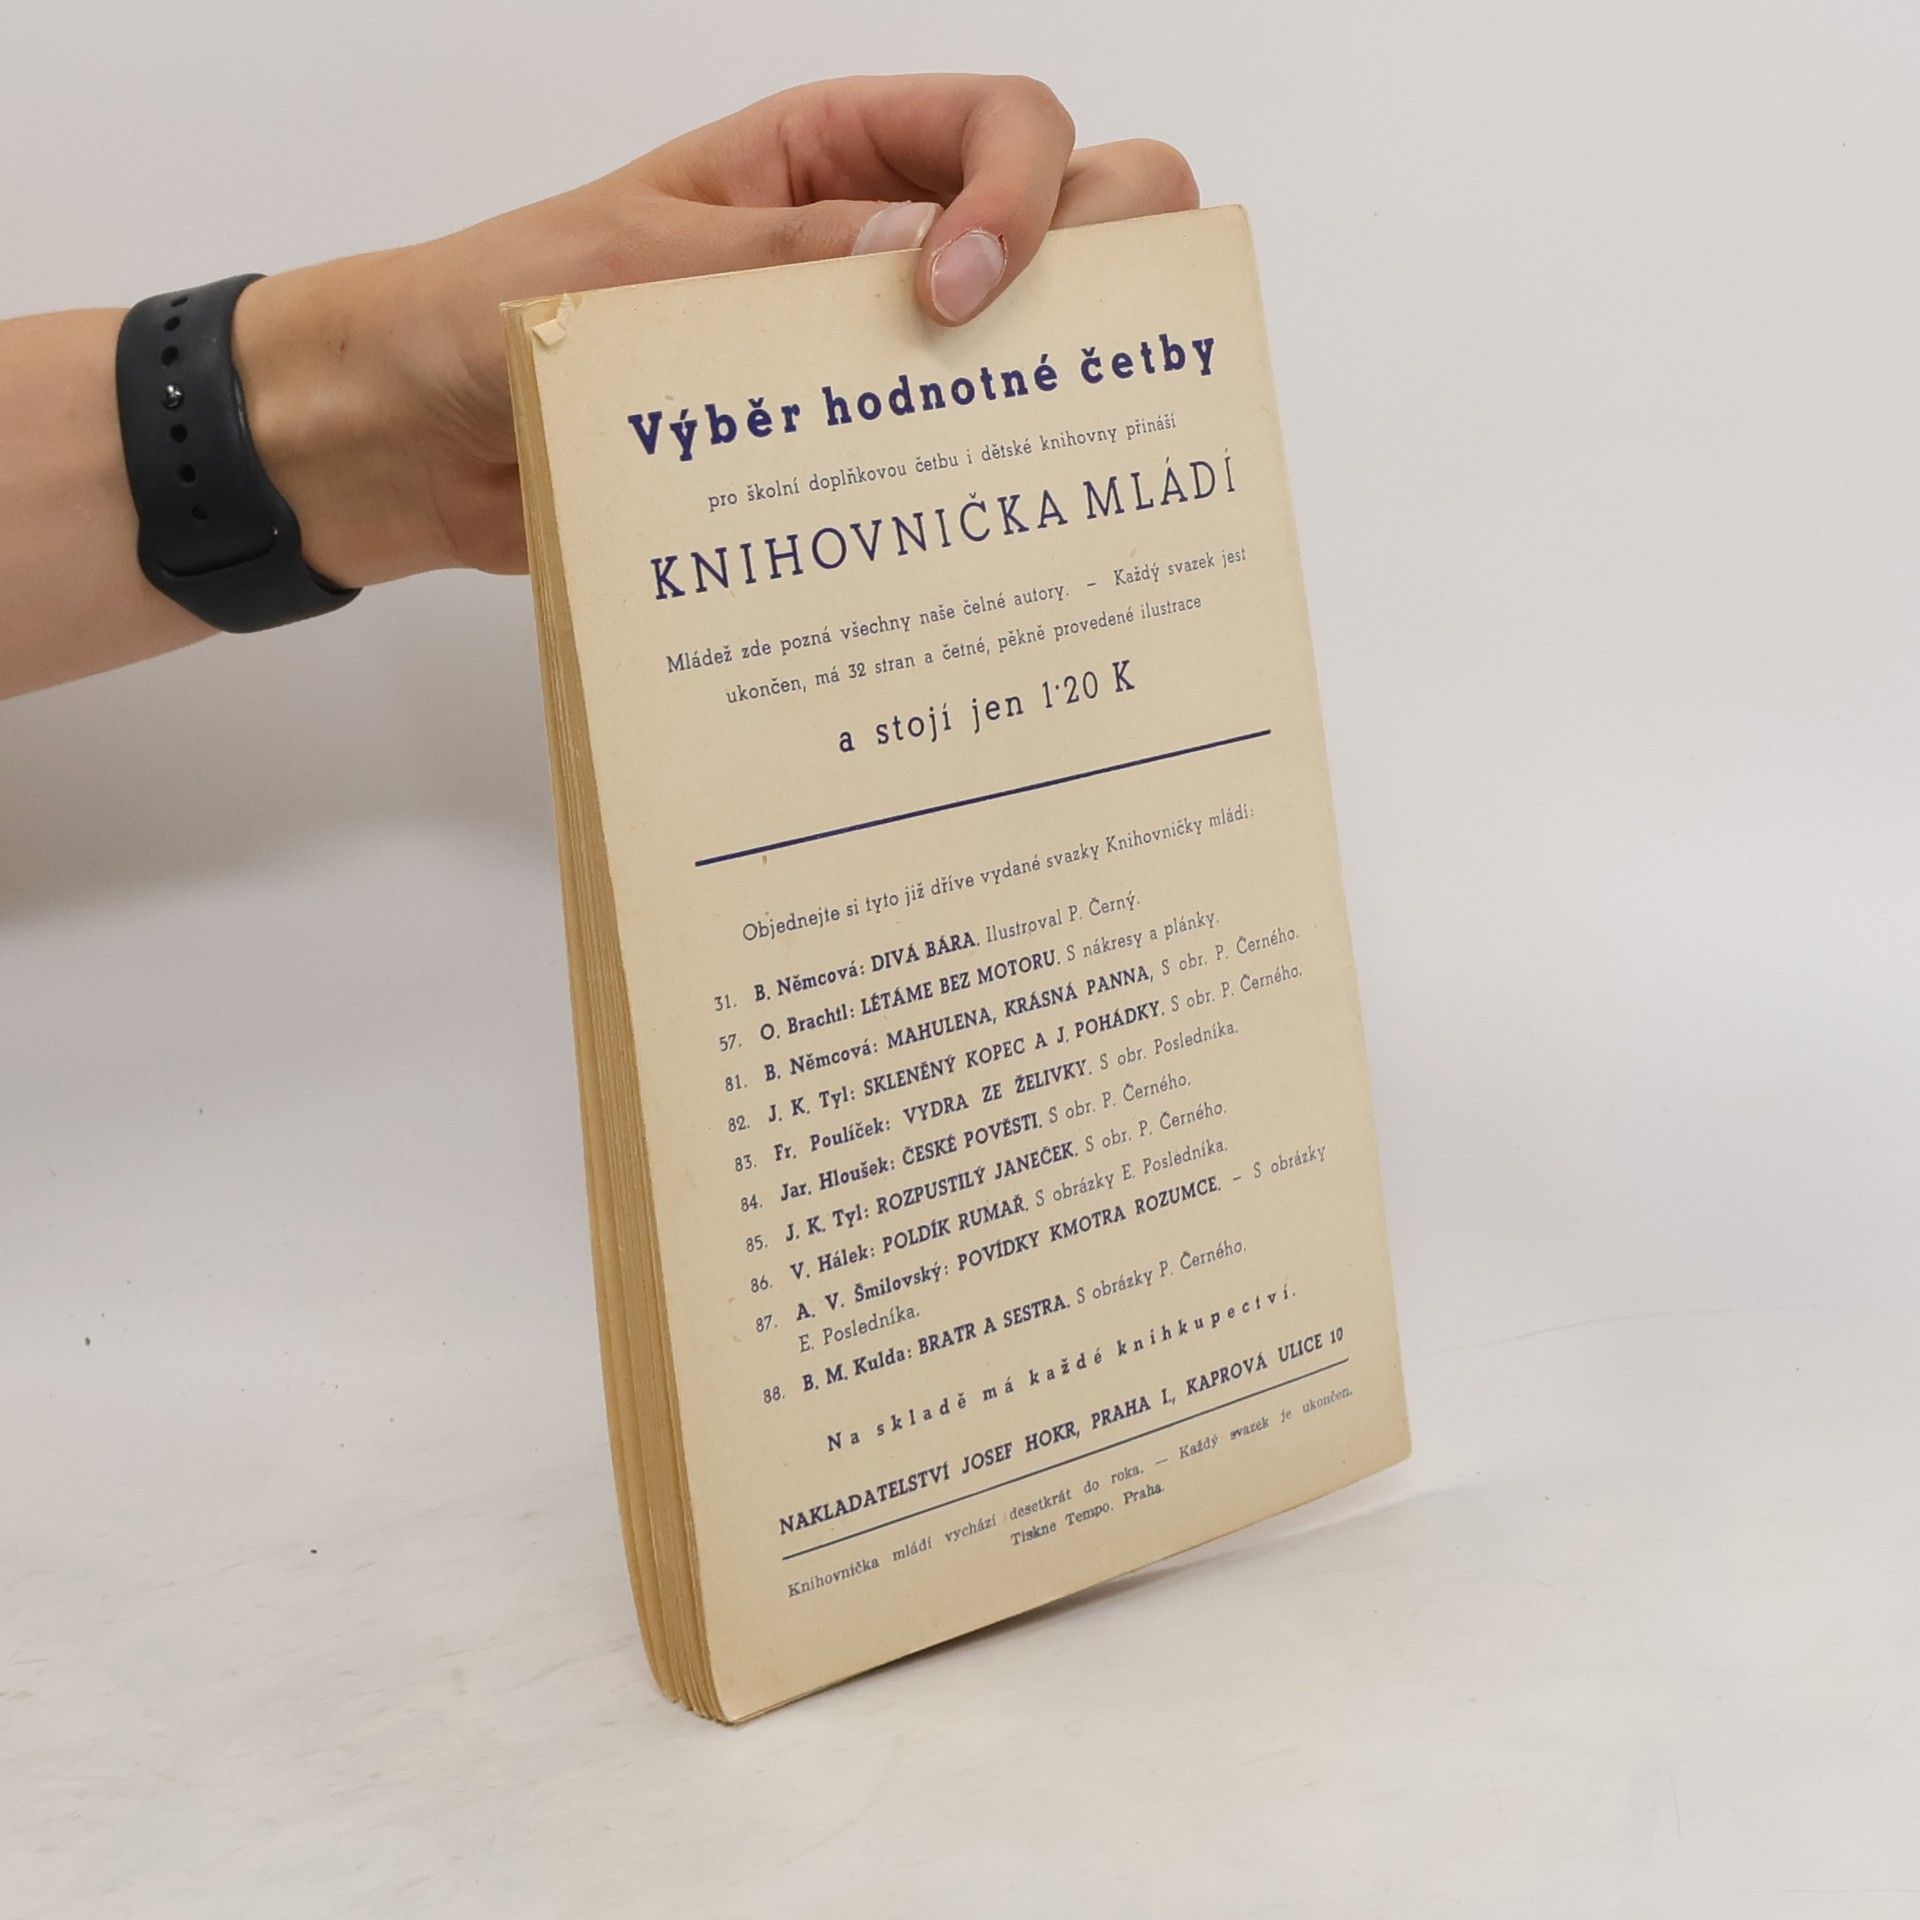 Výběr hodnotné četby
pro školní doplňkovou četbu i dětské knihovny přináší
KNIHOVNIČKA MLÁDÍ
Mládež zde pozná všechny naše čelné autory. – Každý svazek jest
ukončen, má 32 stran a četné, pěkně provedené ilustrace
a stojí jen 1·20 K
Objednejte si tyto již dříve vydané svazky Knihovničky mládí:
31. B. Němcová: DIVÁ BÁRA. Ilustroval P. Černý.
57. O. Brachtl: LÉTÁME BEZ MOTORU. S nákresy a plánky.
81. B. Němcová: MAHULENA, KRÁSNÁ PANNA, S obr. P. Černého.
82. J. K. Tyl: SKLENĚNÝ KOPEC A J. POHÁDKY. S obr. P. Černého.
83. Fr. Poulíček: VYDRA ZE ŽELIVKY. S obr. Posledníka.
84. Jar. Hloušek: ČESKÉ POVĚSTI. S obr. P. Černého.
85. J. K. Tyl: ROZPUSTILÝ JANEČEK. S obr. P. Černého.
86. V. Hálek: POLDÍK RUMAŘ. S obrázky E. Posledníka.
87. A. V. Šmilovský: POVÍDKY KMOTRA ROZUMCE. – S obrázky
E. Posledníka.
88. B. M. Kulda: BRATR A SESTRA. S obrázky P. Černého.
Na skladě má každé knihkupectví.
NAKLADATELSTVÍ JOSEF HOKR, PRAHA I., KAPROVÁ ULICE 10
Knihovnička mládí vychází desetkrát do roka. — Každý svazek je ukončen.
Tiskne Tempo, Praha.